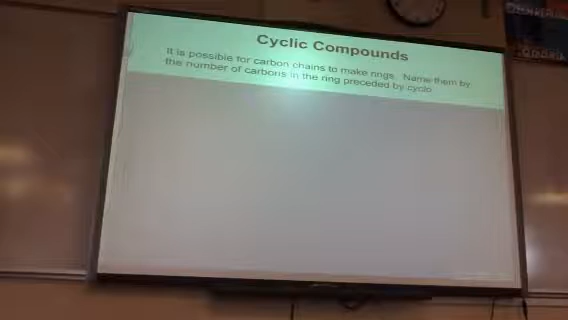 Cyclic Compounds
It is possible for carbon chains to make rings. Name them by
the number of carbons in the ring preceded by cyclo